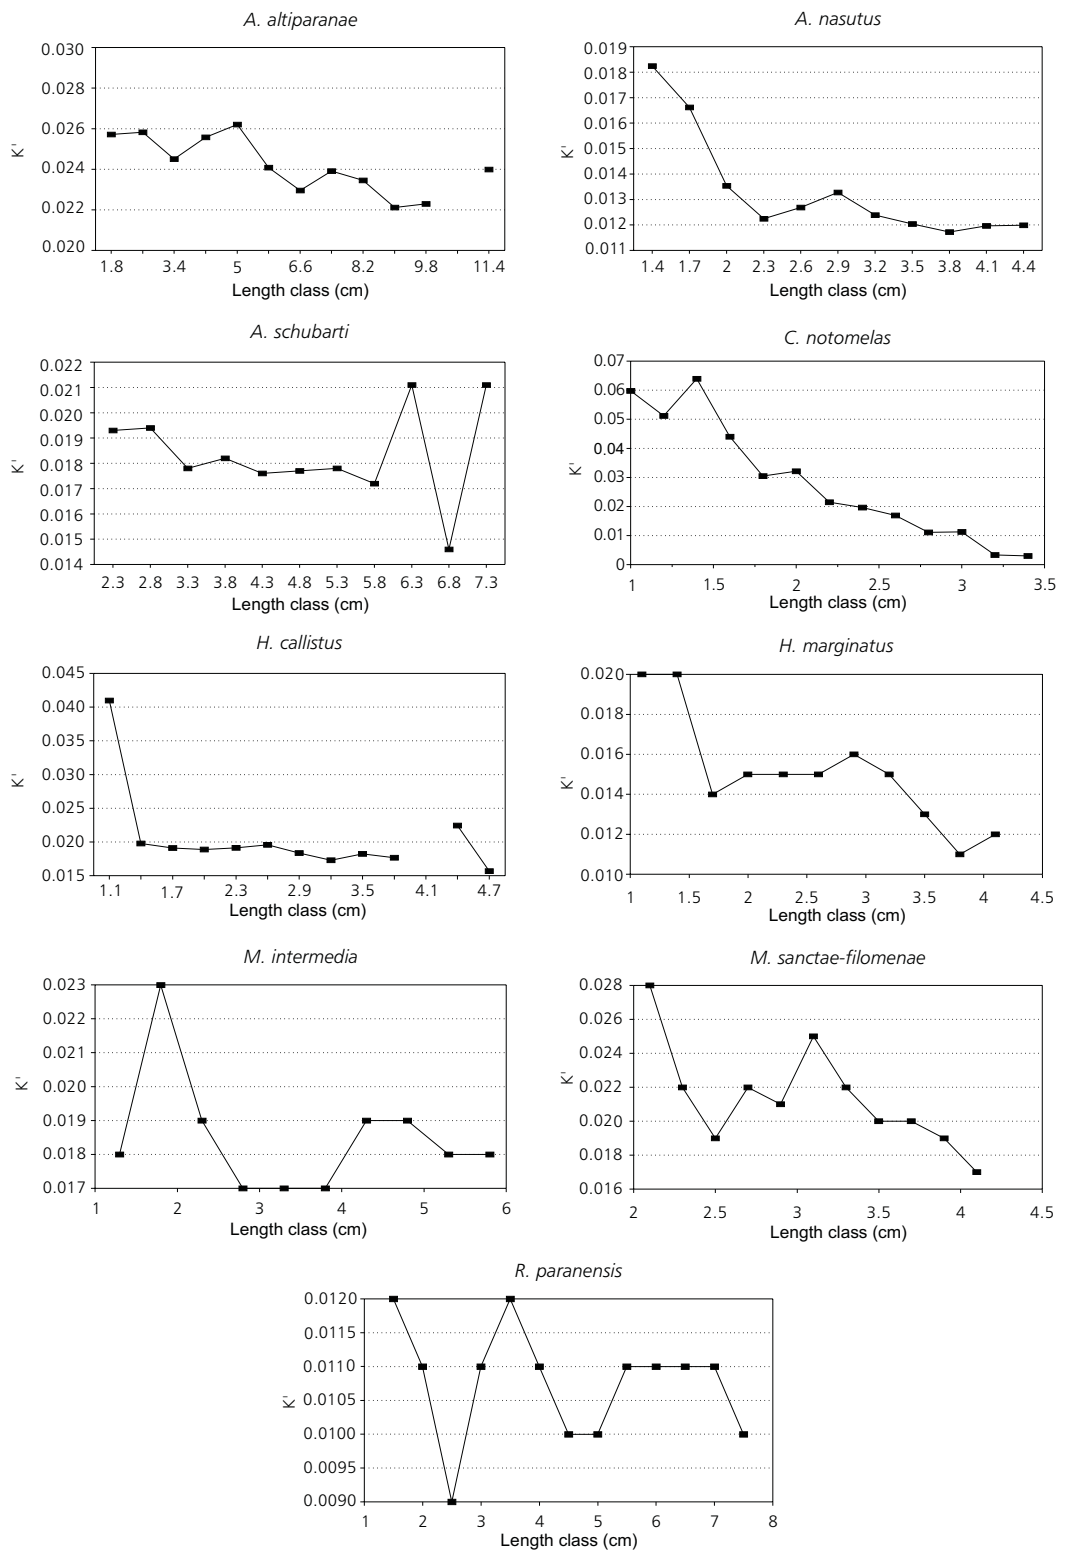 A. altiparanae
0.030
0.028
0.026
0.024
0.022
0.020
K'
1.8 3.4 5 6.6 8.2 9.8 11.4
Length class (cm)
A. nasutus
0.019
0.018
0.017
0.016
0.015
0.014
0.013
0.012
0.011
K'
1.4 1.7 2 2.3 2.6 2.9 3.2 3.5 3.8 4.1 4.4
Length class (cm)
A. schubarti
0.022
0.021
0.020
0.019
0.018
0.017
0.016
0.015
0.014
K'
2.3 2.8 3.3 3.8 4.3 4.8 5.3 5.8 6.3 6.8 7.3
Length class (cm)
C. notomelas
0.07
0.06
0.05
0.04
0.03
0.02
0.01
0
K'
1 1.5 2 2.5 3 3.5
Length class (cm)
H. callistus
0.045
0.040
0.035
0.030
0.025
0.020
0.015
K'
1.1 1.7 2.3 2.9 3.5 4.1 4.7
Length class (cm)
H. marginatus
0.020
0.018
0.016
0.014
0.012
0.010
K'
1 1.5 2 2.5 3 3.5 4 4.5
Length class (cm)
M. intermedia
0.023
0.022
0.021
0.020
0.019
0.018
0.017
K'
1 2 3 4 5 6
Length class (cm)
M. sanctae-filomenae
0.028
0.026
0.024
0.022
0.020
0.018
0.016
K'
2 2.5 3 3.5 4 4.5
Length class (cm)
R. paranensis
0.0120
0.0115
0.0110
0.0105
0.0100
0.0095
0.0090
K'
1 2 3 4 5 6 7 8
Length class (cm)